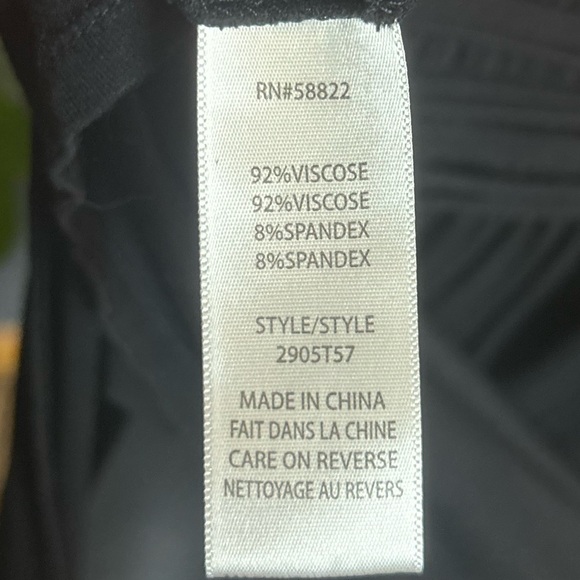 RN#58822
92%VISCOSE
92%VISCOSE
8%SPANDEX
8%SPANDEX
STYLE/STYLE
2905T57
MADE IN CHINA
FAIT DANS LA CHINE
CARE ON REVERSE
NETTOYAGE AU REVERS